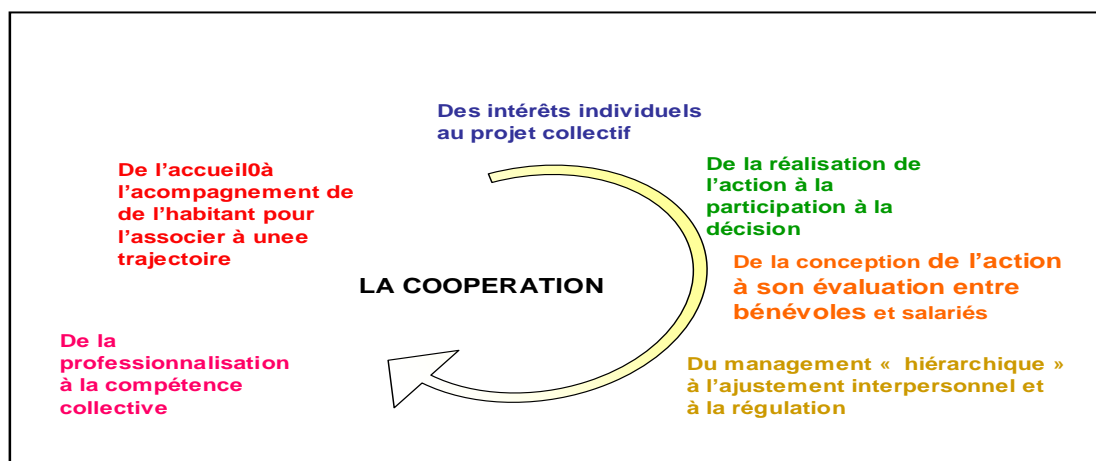 Des intérêts individuels
au projet collectif
De l’accueil0à
l’acompagnement de
de l’habitant pour
l’associer à unee
trajectoire
De la réalisation de
l’action à la
participation à la
décision
LA COOPERATION
De la conception de l’action
à son évaluation entre
bénévoles et salariés
De la
professionnalisation
à la compétence
collective
Du management « hiérarchique »
à l’ajustement interpersonnel et
à la régulation